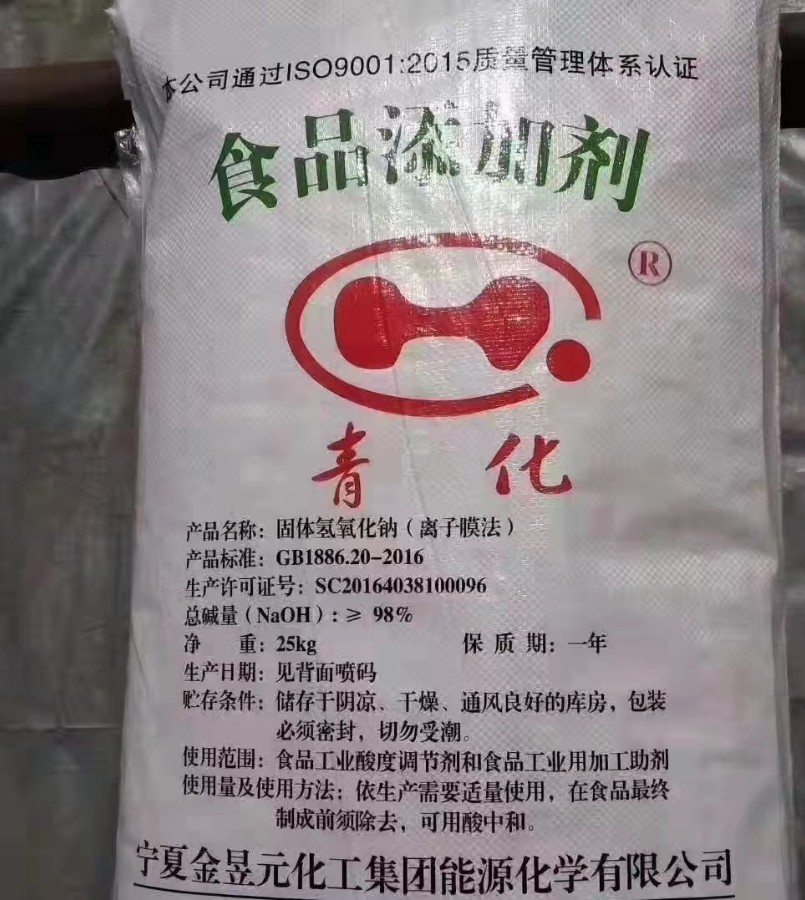 本公司通过ISO9001:2015质量管理体系认证
食品添加剂
®
青化
产品名称：固体氢氧化钠（离子膜法）
产品标准：GB1886.20-2016
生产许可证号：SC20164038100096
总碱量（NaOH）：≥ 98%
净 重：25kg 保 质 期：一年
生产日期：见背面喷码
贮存条件：储存于阴凉、干燥、通风良好的库房，包装
必须密封，切勿受潮。
使用范围：食品工业酸度调节剂和食品工业用加工助剂
使用量及使用方法：依生产需要适量使用，在食品最终
制成前须除去，可用酸中和。
宁夏金昱元化工集团能源化学有限公司